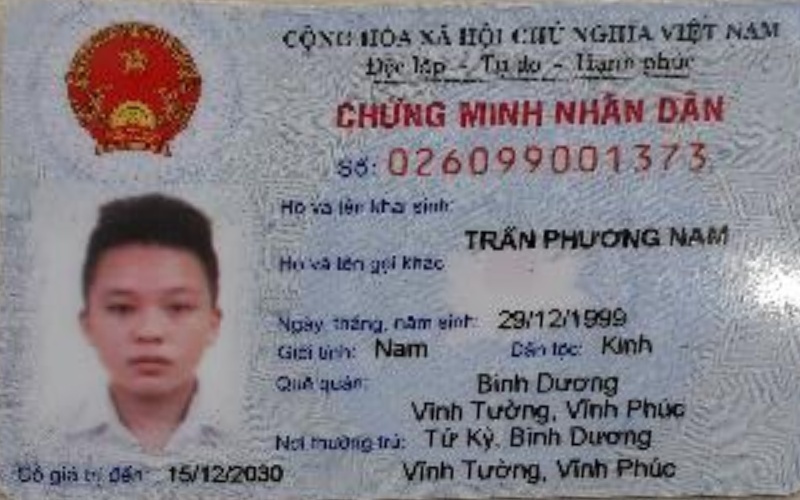 CỘNG HÒA XÃ HỘI CHỦ NGHĨA VIỆT NAM
Độc lập - Tự do - Hạnh phúc
CHỨNG MINH NHÂN DÂN
Số: 026099001373
Họ và tên khai sinh:
TRẦN PHƯƠNG NAM
Họ và tên gọi khác
Ngày, tháng, năm sinh: 29/12/1999
Giới tính: Nam Dân tộc: Kinh
Quê quán: Bình Dương
Vĩnh Tường, Vĩnh Phúc
Nơi thường trú: Tứ Kỳ, Bình Dương
Vĩnh Tường, Vĩnh Phúc
Có giá trị đến: 15/12/2030